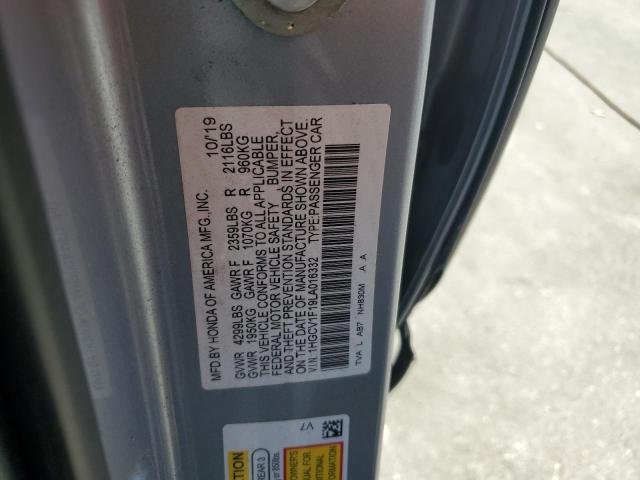 MFD.BY HONDA OF AMERICA MFG.,INC. 10/'19
GVWR 4299LBS GAWR F 2359LBS R 2116LBS
GVWR 1950KG GAWR F 1070KG R 960KG
THIS VEHICLE CONFORMS TO ALL APPLICABLE
FEDERAL MOTOR VEHICLE SAFETY BUMPER,
AND THEFT PREVENTION STANDARDS IN EFFECT
ON THE DATE OF MANUFACTURE SHOWN ABOVE.
V.I.N.:1HGCV1F19LA016332 TYPE:PASSENGER CAR
TVA L AB7 NH830M A A
V7
REAR 3